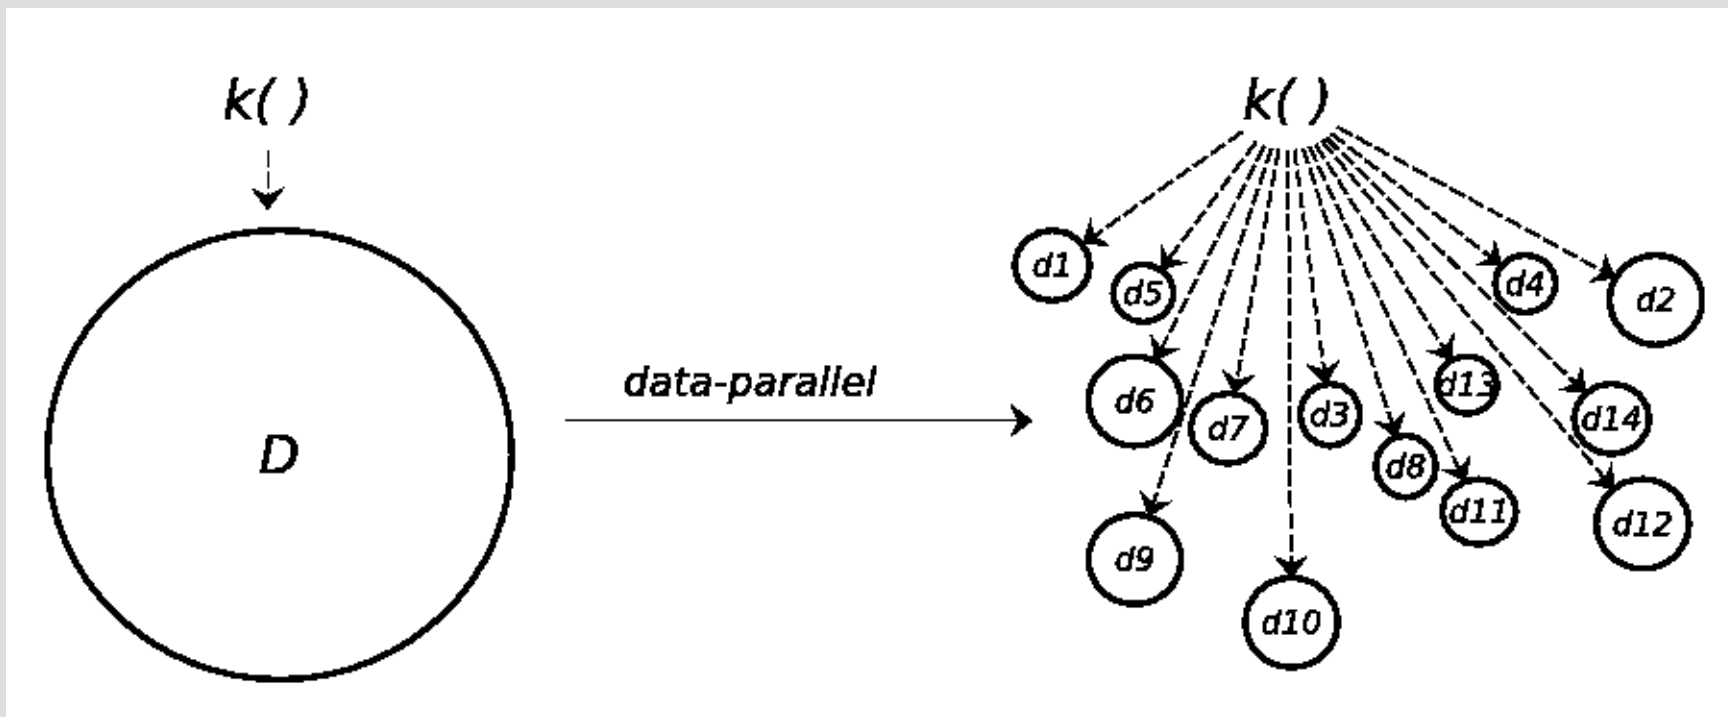 k( )
k( )
d1
d5
d4
d2
data-parallel
d6
d7
d3
d13
d14
D
d8
d11
d12
d9
d10